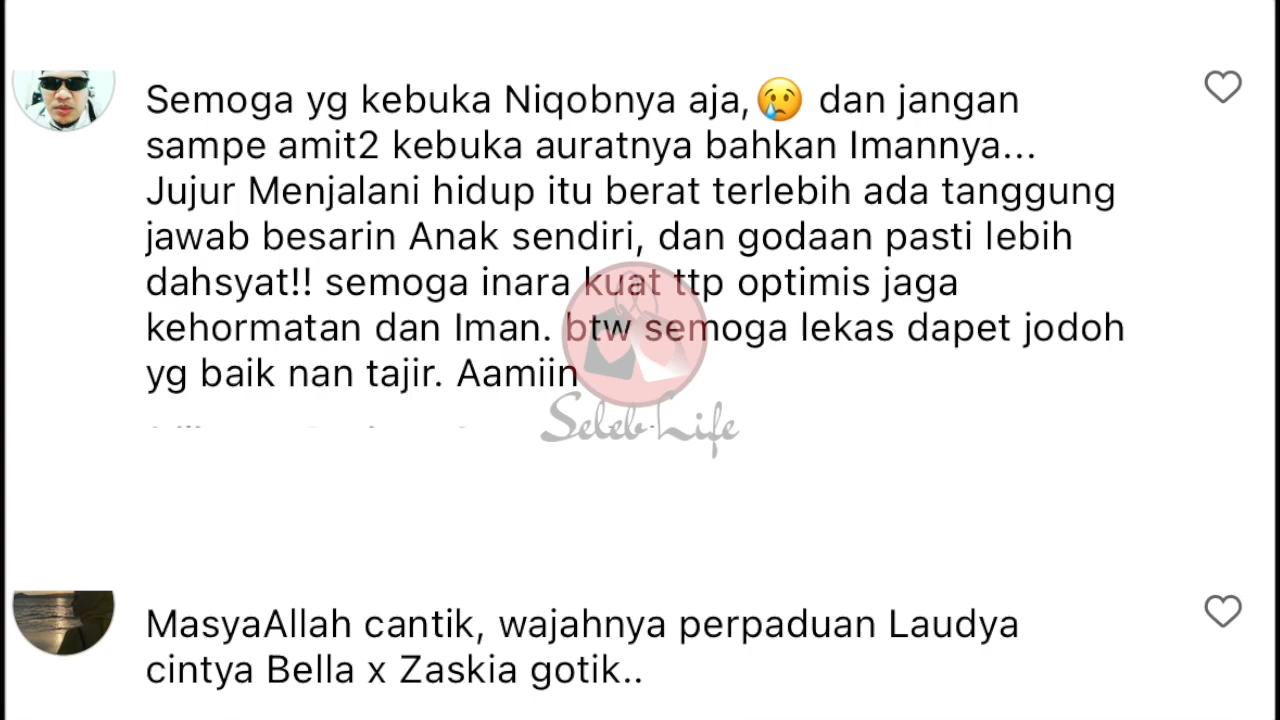 Semoga yg kebuka Niqobnya aja,😢 dan jangan
sampe amit2 kebuka auratnya bahkan Imannya...
Jujur Menjalani hidup itu berat terlebih ada tanggung
jawab besarin Anak sendiri, dan godaan pasti lebih
dahsyat!! semoga inara kuat ttp optimis jaga
kehormatan dan Iman. btw semoga lekas dapet jodoh
yg baik nan tajir. Aamiin
Seleb-Life
MasyaAllah cantik, wajahnya perpaduan Laudya
cintya Bella x Zaskia gotik..